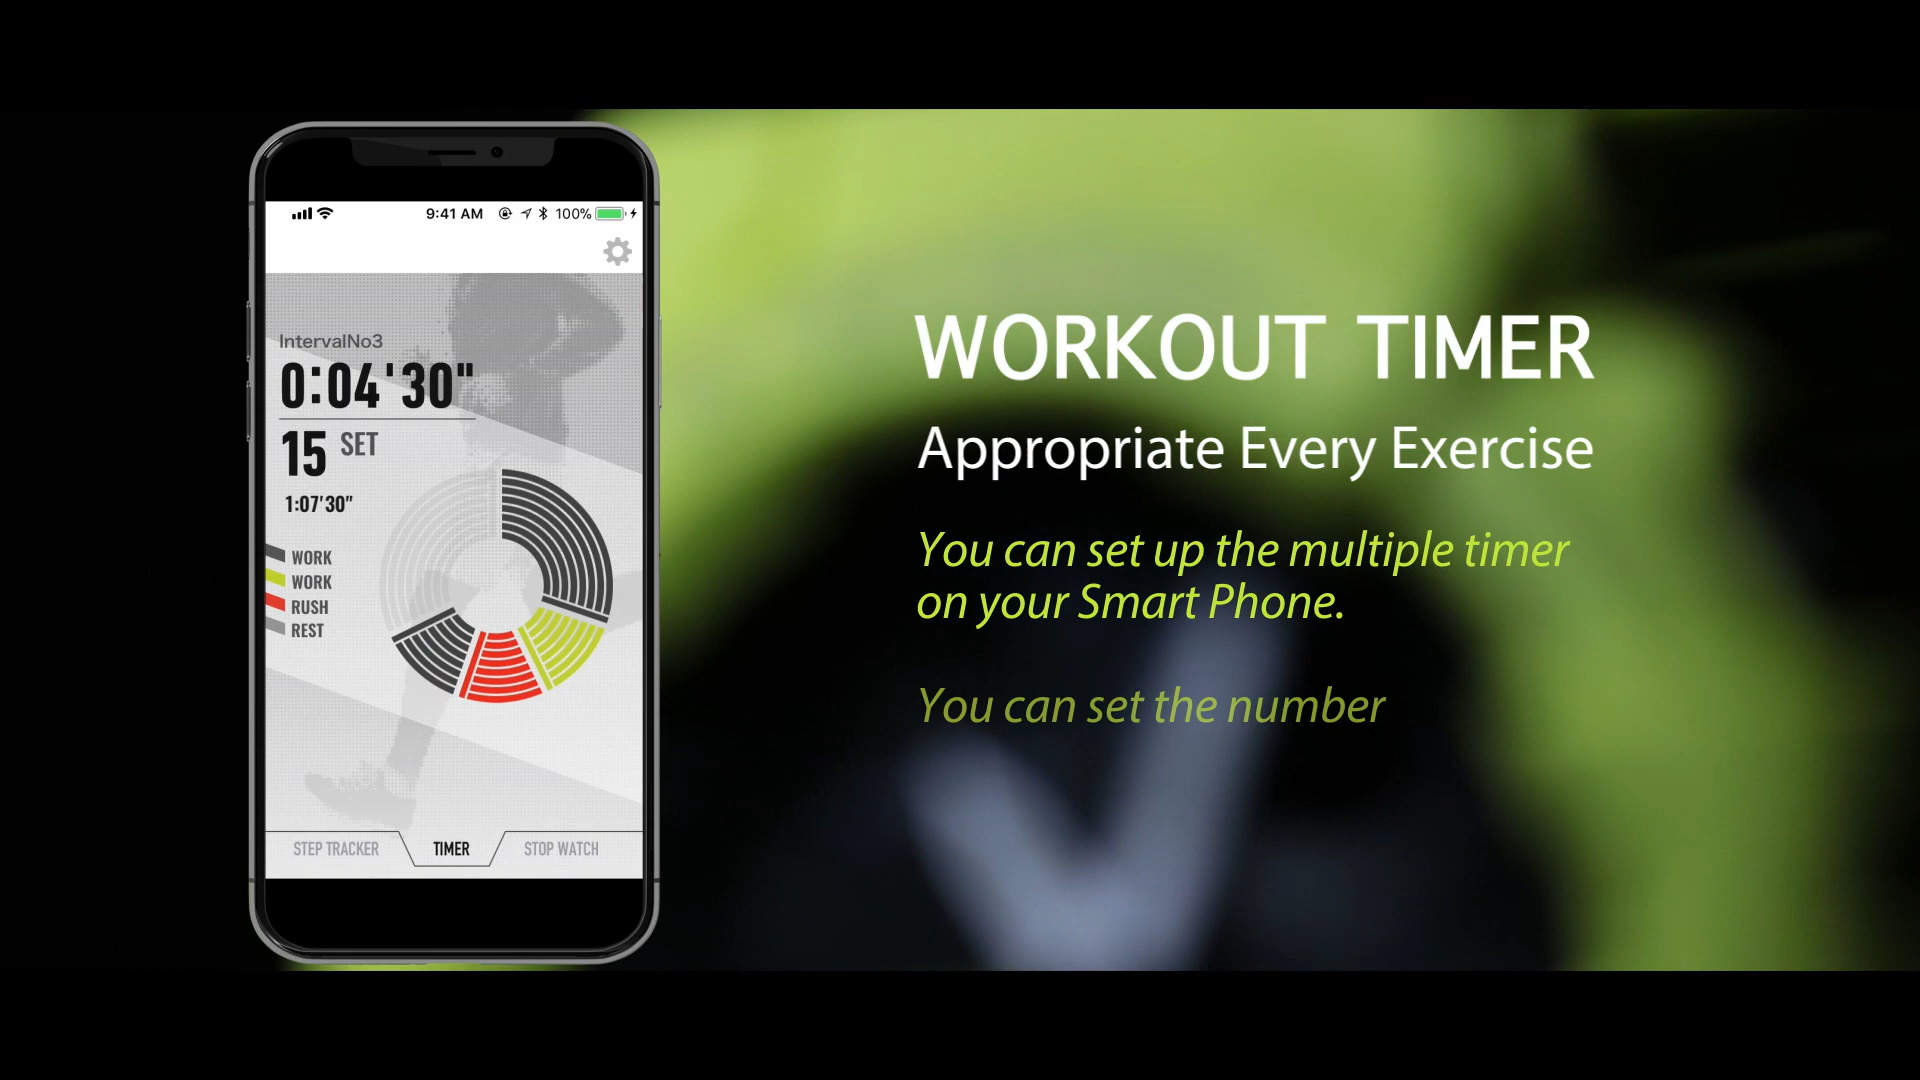 9:41 AM 100%
IntervalNo3
0:04'30"
15 SET
1:07'30"
WORK
WORK
RUSH
REST
STEP TRACKER TIMER STOP WATCH
WORKOUT TIMER
Appropriate Every Exercise
You can set up the multiple timer
on your Smart Phone.
You can set the number